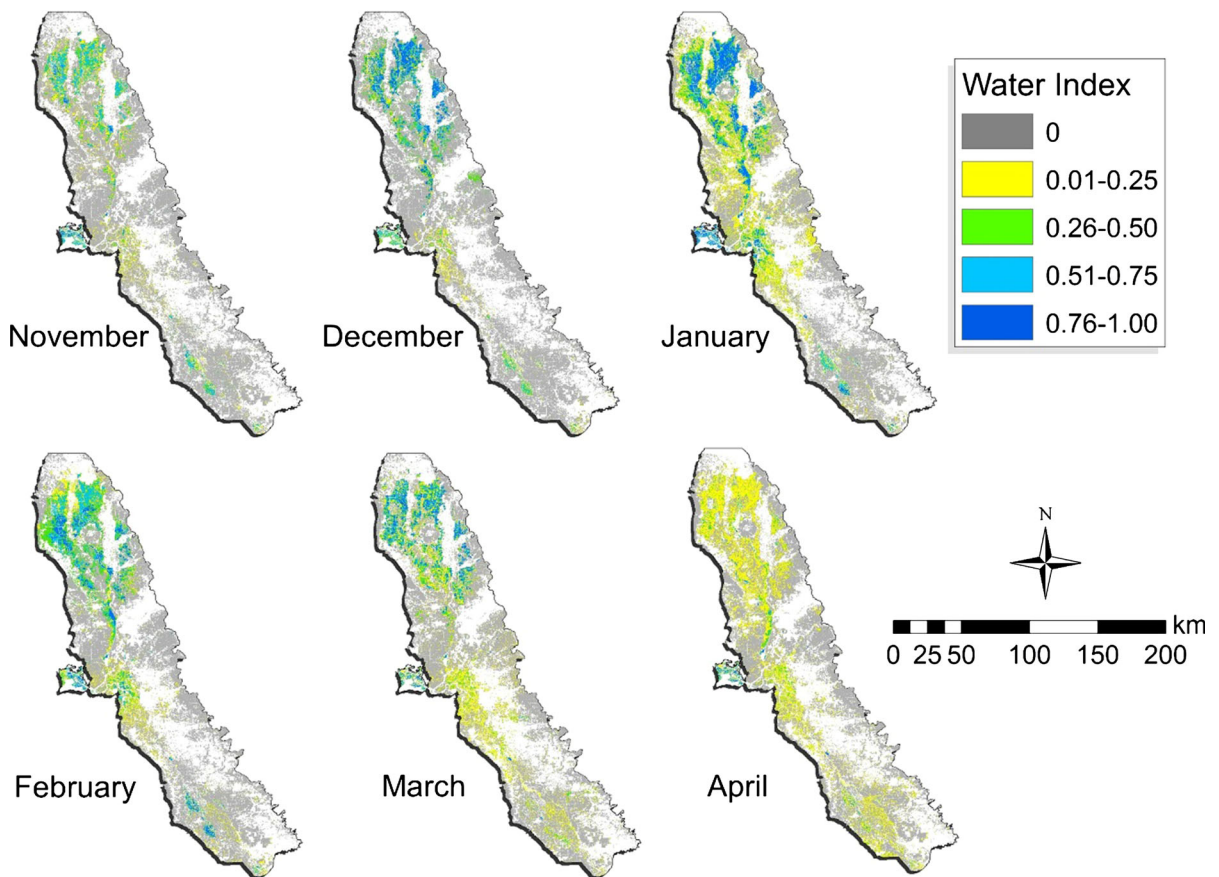 Water Index
0
0.01-0.25
0.26-0.50
0.51-0.75
0.76-1.00
November
December
January
N
km
0 25 50 100 150 200
February
March
April